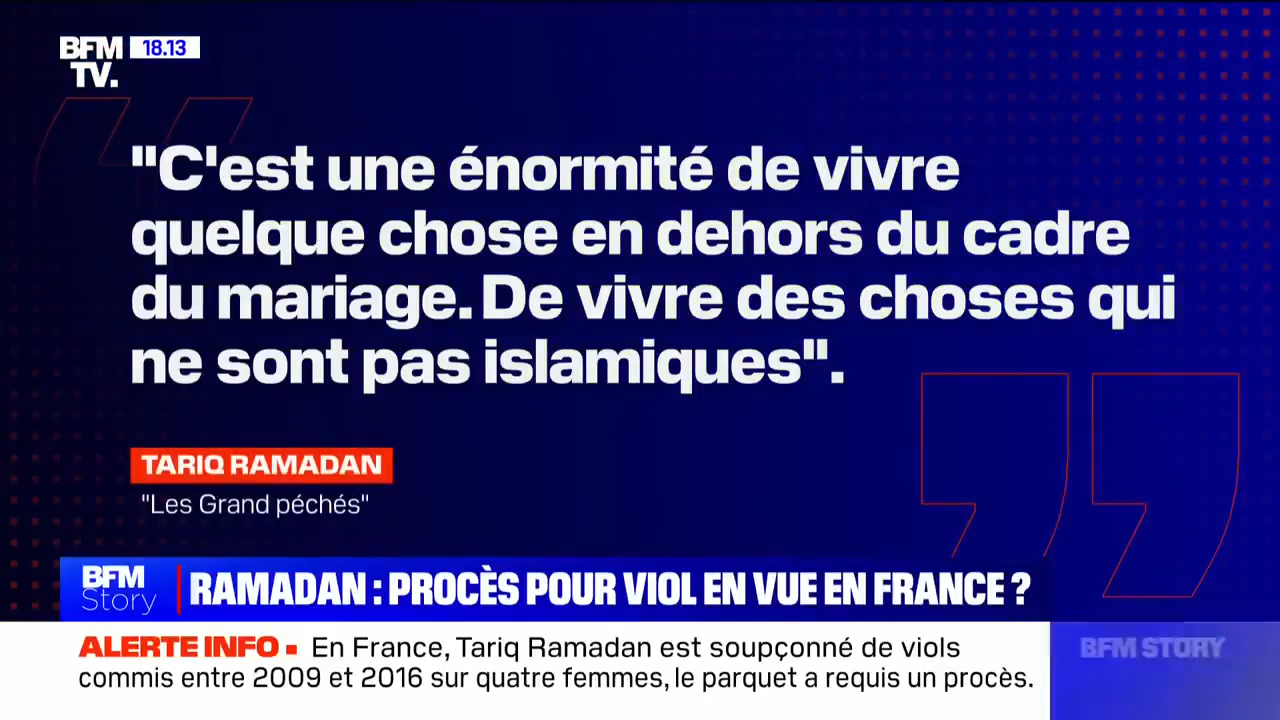 BFM 18.13
TV.
"C'est une énormité de vivre
quelque chose en dehors du cadre
du mariage. De vivre des choses qui
ne sont pas islamiques".
TARIQ RAMADAN
"Les Grand péchés"
BFM
Story
RAMADAN : PROCÈS POUR VIOL EN VUE EN FRANCE ?
ALERTE INFO En France, Tariq Ramadan est soupçonné de viols
commis entre 2009 et 2016 sur quatre femmes, le parquet a requis un procès.
BFM STORY